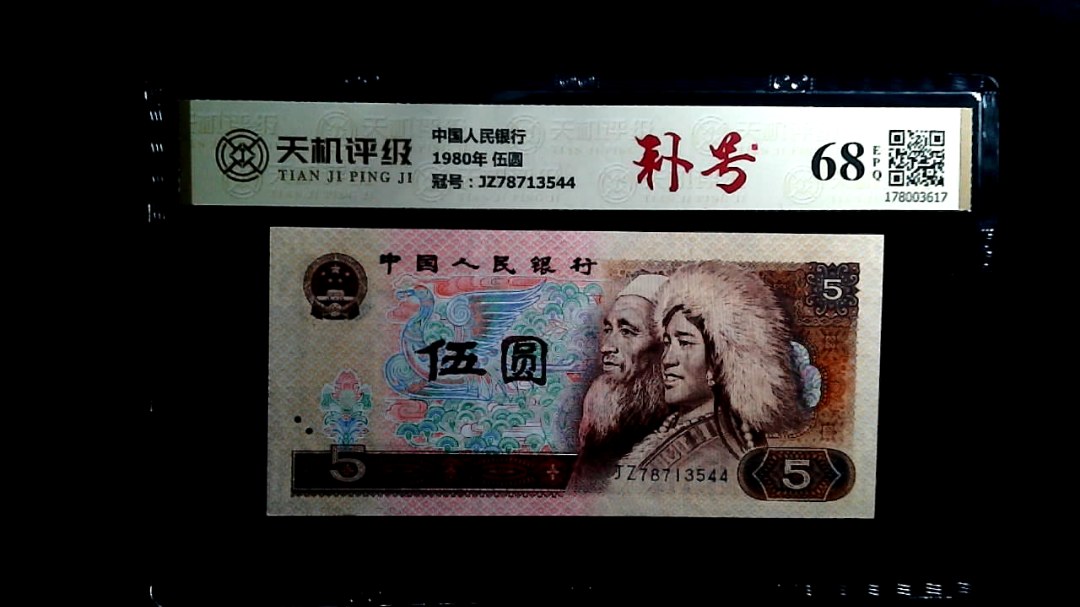 天机评级
TIAN JI PING JI
中国人民银行
1980年 伍圆
冠号：JZ78713544
补号
68
EPQ
178003617
中国人民银行
5
伍圆
5
JZ78713544
5